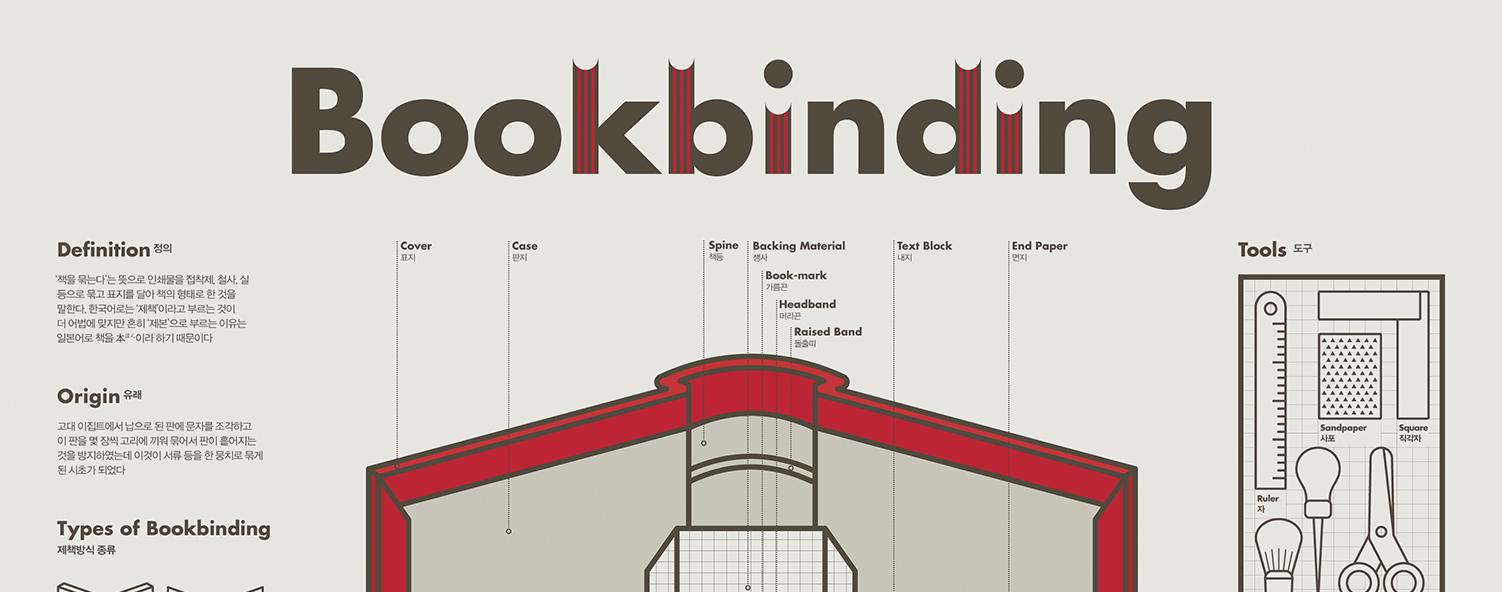 Bookbinding
Definition 정의
'책을 묶는다'는 뜻으로 인쇄물을 접착제, 철사, 실
등으로 묶고 표지를 달아 책의 형태로 한 것을
말한다. 한국어로는 '제책'이라고 부르는 것이
더 어법에 맞지만 흔히 '제본'으로 부르는 이유는
일본어로 책을 本ほん이라 하기 때문이다
Origin 유래
고대 이집트에서 납으로 된 판에 문자를 조각하고
이 판을 몇 장씩 고리에 끼워 묶어서 판이 흩어지는
것을 방지하였는데 이것이 서류 등을 한 뭉치로 묶게
된 시초가 되었다
Types of Bookbinding
제책방식 종류
Cover
표지
Case
판지
Spine
책등
Backing Material
생사
Book-mark
가름끈
Headband
머리끈
Raised Band
돌출띠
Text Block
내지
End Paper
면지
Tools 도구
Sandpaper
사포
Square
직각자
Ruler
자